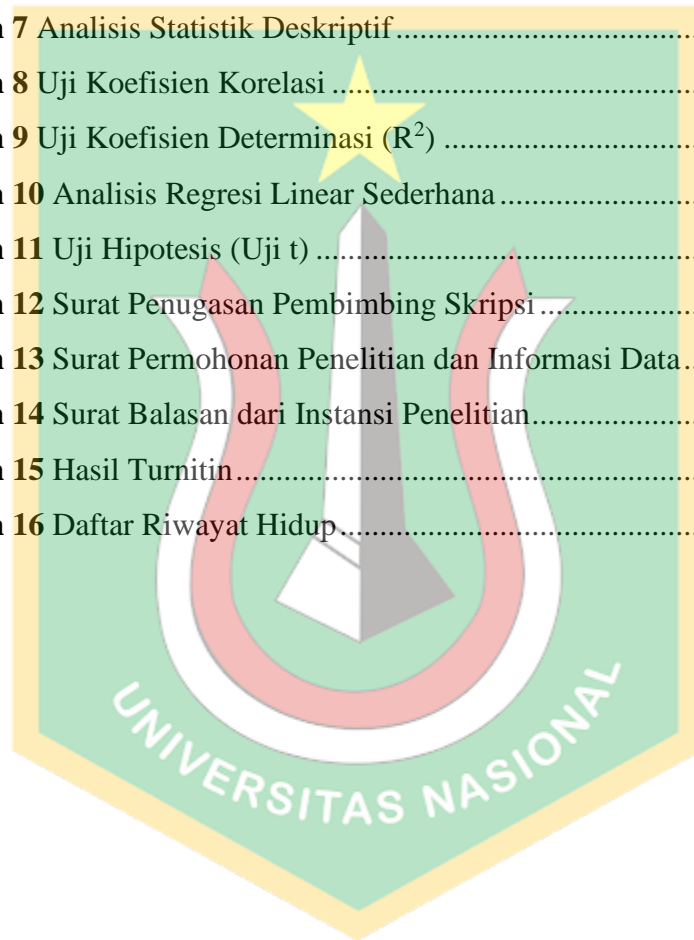 7 Analisis Statistik Deskriptif
8 Uji Koefisien Korelasi
9 Uji Koefisien Determinasi (R²)
10 Analisis Regresi Linear Sederhana
11 Uji Hipotesis (Uji t)
12 Surat Penugasan Pembimbing Skripsi
13 Surat Permohonan Penelitian dan Informasi Data
14 Surat Balasan dari Instansi Penelitian
15 Hasil Turnitin
16 Daftar Riwayat Hidup
UNIVERSITAS NASIONAL